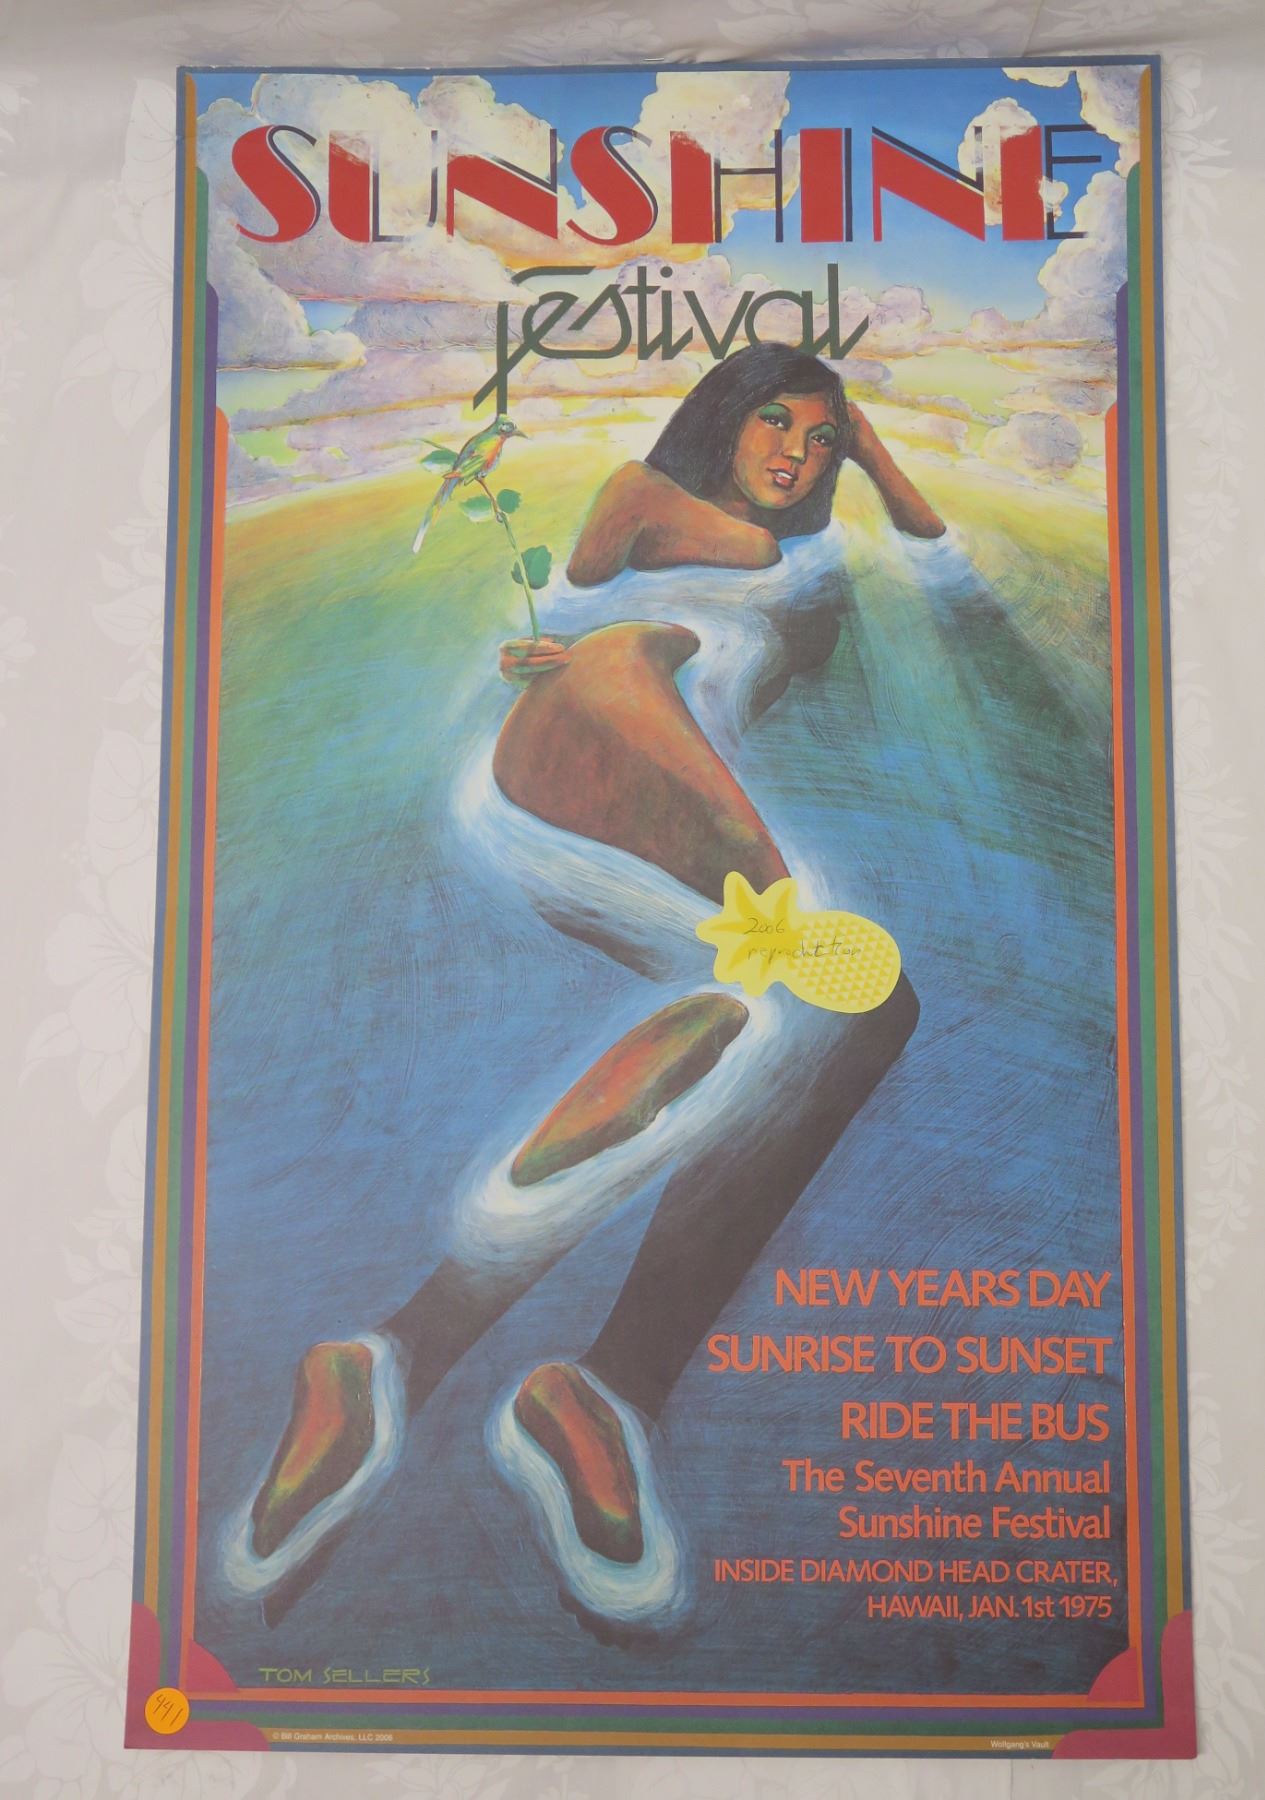 SUNSHINE
festival
2006
reproduction
NEW YEARS DAY
SUNRISE TO SUNSET
RIDE THE BUS
The Seventh Annual
Sunshine Festival
INSIDE DIAMOND HEAD CRATER,
HAWAII, JAN. 1st 1975
TOM SELLERS
441
© Bill Graham Archives, LLC 2006
Wolfgang's Vault